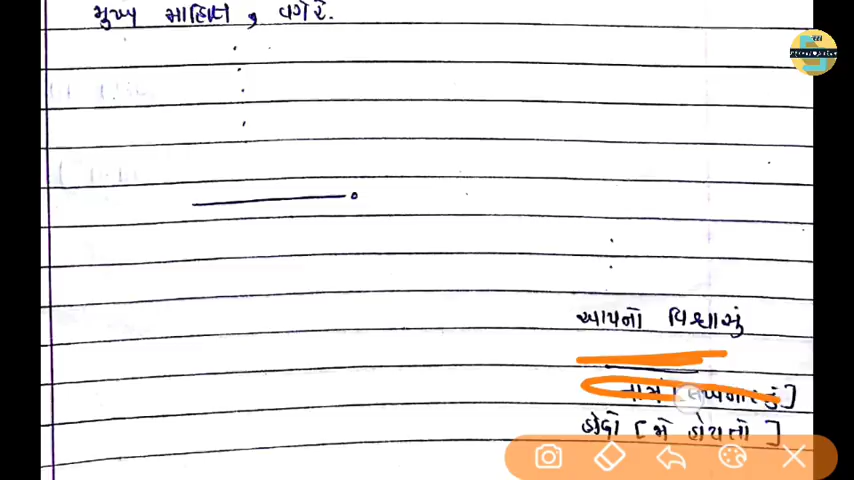 મુખ્ય માહિતી, વગેરે.
આપનો વિશ્વાસું
નામ [લખનારનું]
હોદ્દો [જો હોય તો]